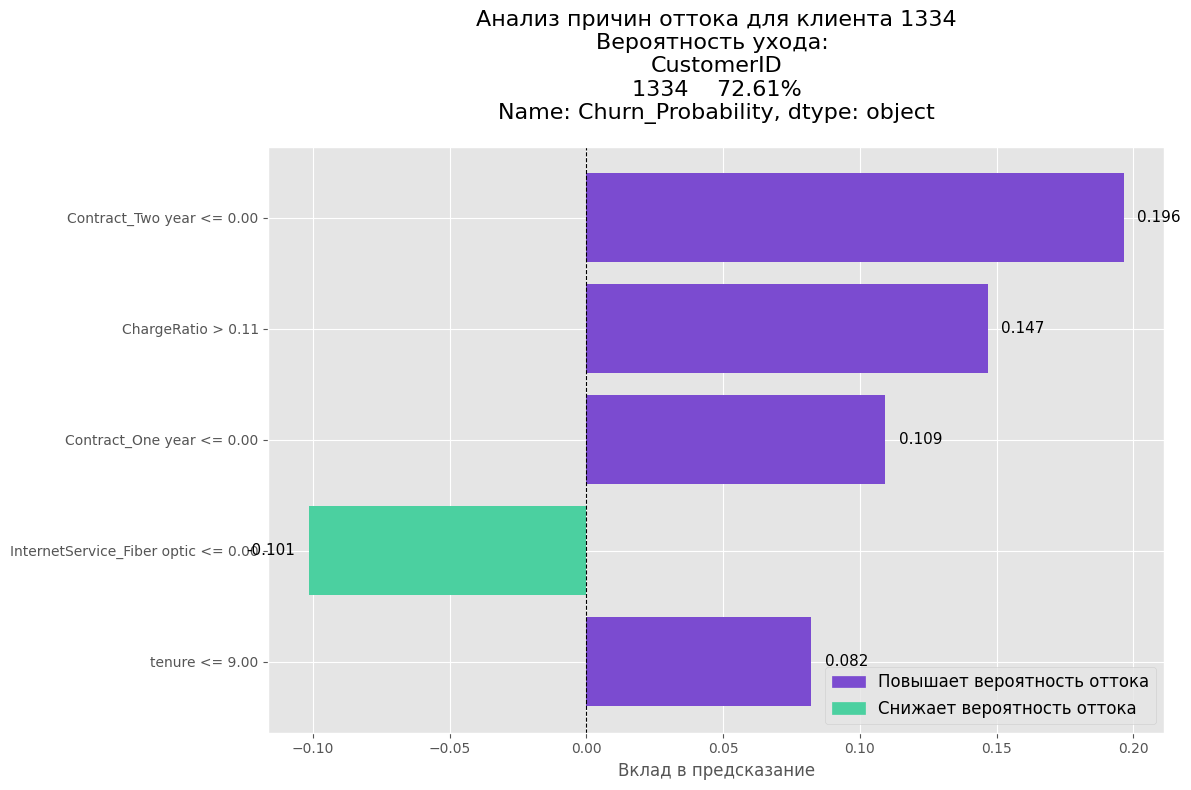 Анализ причин оттока для клиента 1334
Вероятность ухода:
CustomerID
1334    72.61%
Name: Churn_Probability, dtype: object
Contract_Two year <= 0.00
0.196
ChargeRatio > 0.11
0.147
Contract_One year <= 0.00
0.109
InternetService_Fiber optic <= 0.00
-0.101
tenure <= 9.00
0.082
Повышает вероятность оттока
Снижает вероятность оттока
−0.10 −0.05 0.00 0.05 0.10 0.15 0.20
Вклад в предсказание